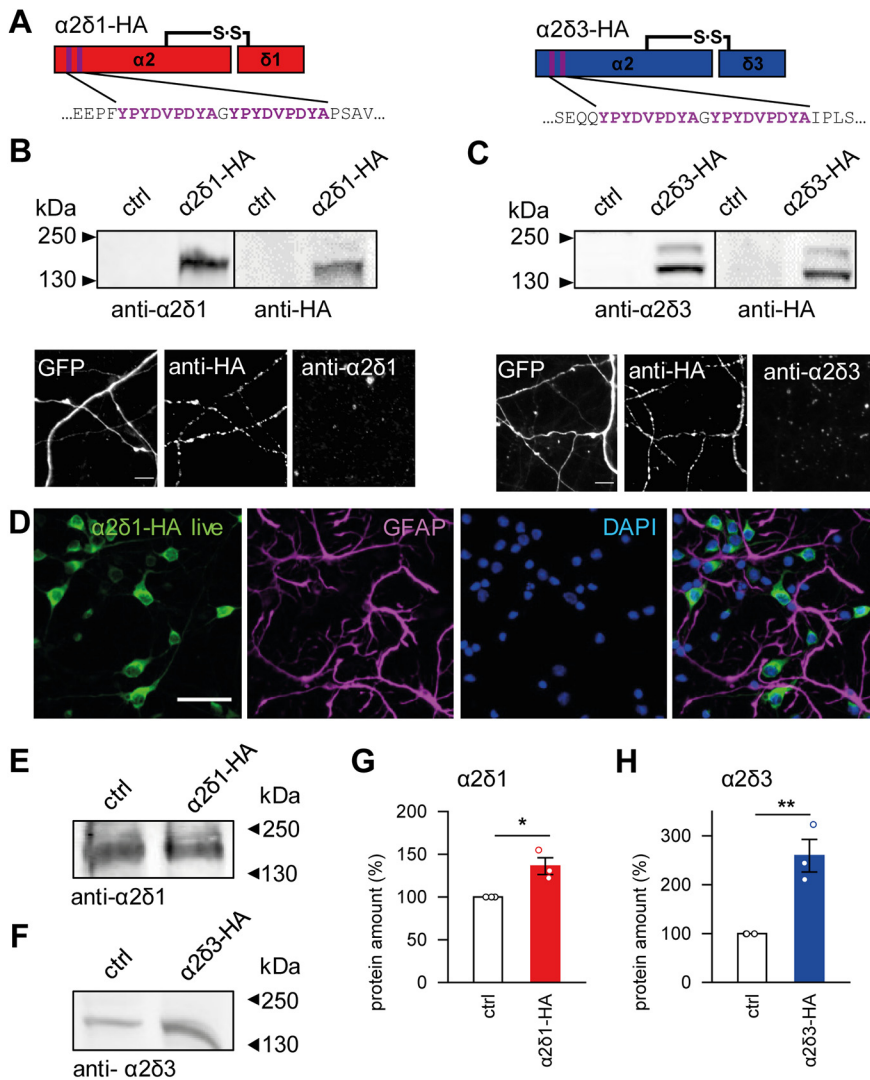 A
α2δ1-HA
S·S
α2
δ1
…EEPFYPYDVPDYAGYPYDVPDYAPSAV…
α2δ3-HA
S·S
α2
δ3
…SEQQYPYDVPDYAGYPYDVPDYAIPLS…
B
kDa
ctrl
α2δ1-HA
ctrl
α2δ1-HA
250
130
anti-α2δ1
anti-HA
GFP
anti-HA
anti-α2δ1
C
kDa
ctrl
α2δ3-HA
ctrl
α2δ3-HA
250
130
anti-α2δ3
anti-HA
GFP
anti-HA
anti-α2δ3
D
α2δ1-HA live
GFAP
DAPI
E
ctrl
α2δ1-HA
kDa
250
130
anti-α2δ1
F
ctrl
α2δ3-HA
kDa
250
130
anti- α2δ3
G
α2δ1
protein amount (%)
200
150
100
50
0
*
ctrl
α2δ1-HA
H
α2δ3
protein amount (%)
300
200
100
0
**
ctrl
α2δ3-HA